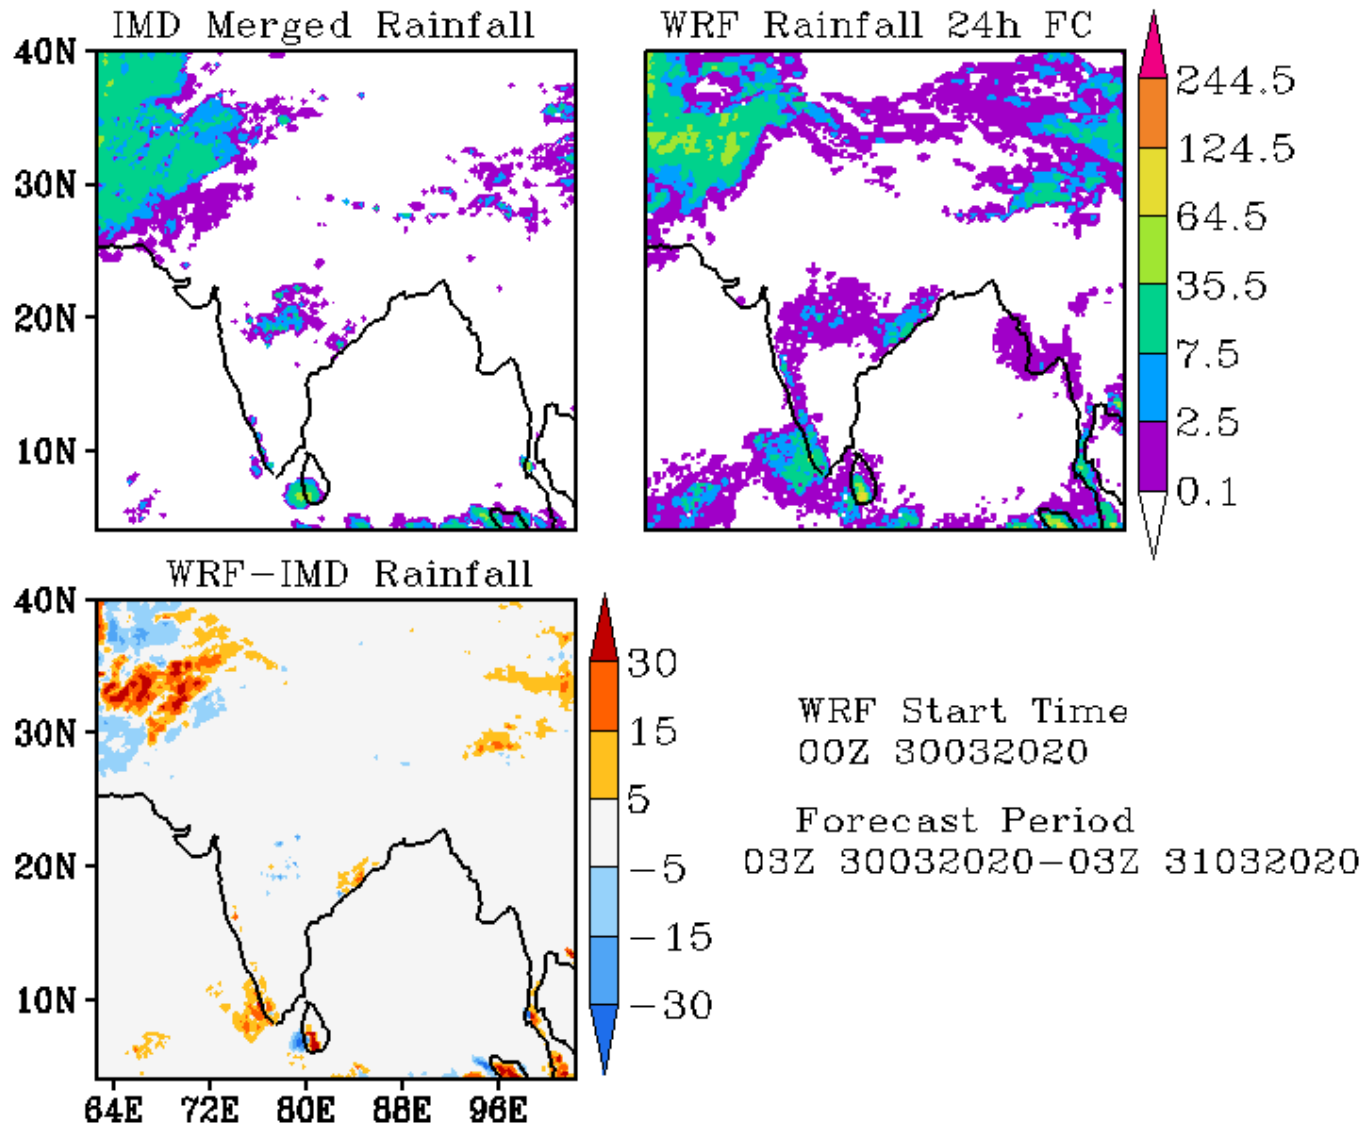 IMD Merged Rainfall
WRF Rainfall 24h FC
40N
30N
20N
10N
244.5
124.5
64.5
35.5
7.5
2.5
0.1
WRF-IMD Rainfall
40N
30N
20N
10N
64E 72E 80E 88E 96E
30
15
5
-5
-15
-30
WRF Start Time
00Z 30032020
Forecast Period
03Z 30032020-03Z 31032020